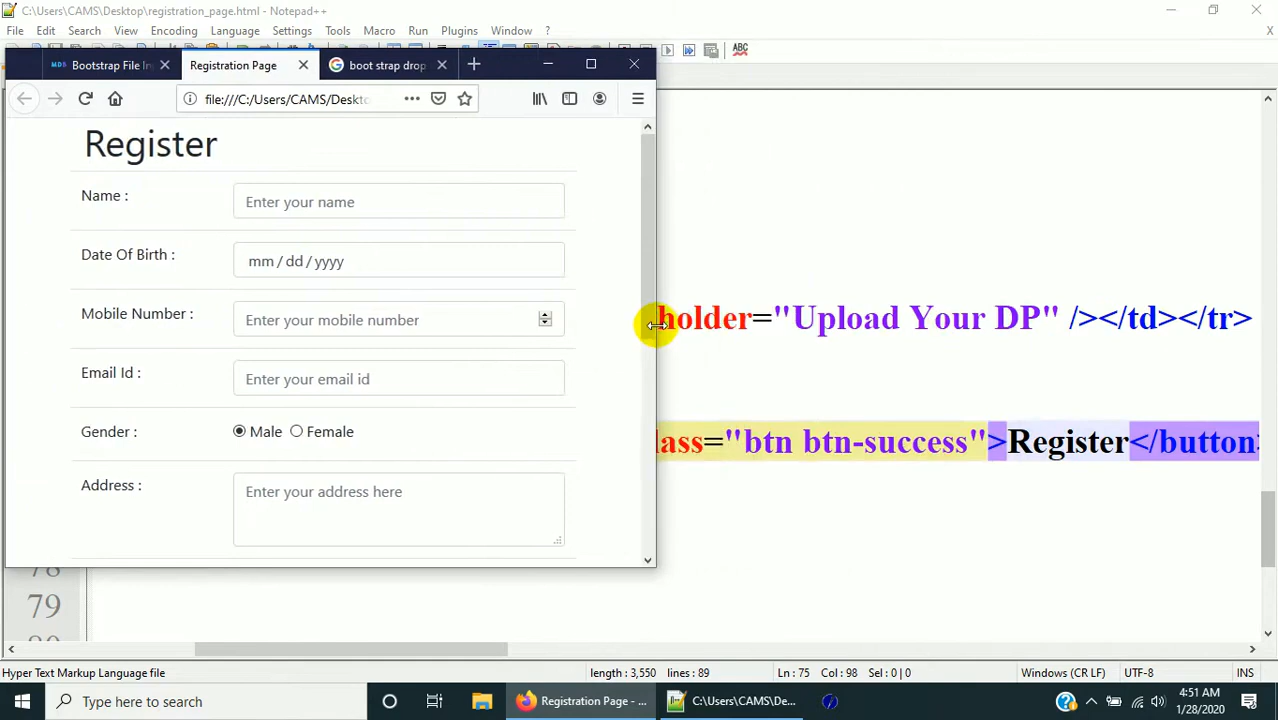 C:\Users\CAMS\Desktop\registration_page.html - Notepad++
File Edit Search View Encoding Language Settings Tools Macro Run Plugins Window ?
X
ABC
MDB Bootstrap File In
Registration Page
boot strap drop
file:///C:/Users/CAMS/Deskto
Register
Name :
Enter your name
Date Of Birth :
mm / dd / yyyy
Mobile Number :
Enter your mobile number
holder="Upload Your DP" /></td></tr>
Email Id :
Enter your email id
Gender :
Male Female
lass="btn btn-success">Register</button>
Address :
Enter your address here
78
79
80
Hyper Text Markup Language file
length : 3,550 lines : 89
Ln : 75 Col : 98 Sel : 0 | 0
Windows (CR LF)
UTF-8
INS
Type here to search
Registration Page - ...
C:\Users\CAMS\De...
4:51 AM
1/28/2020